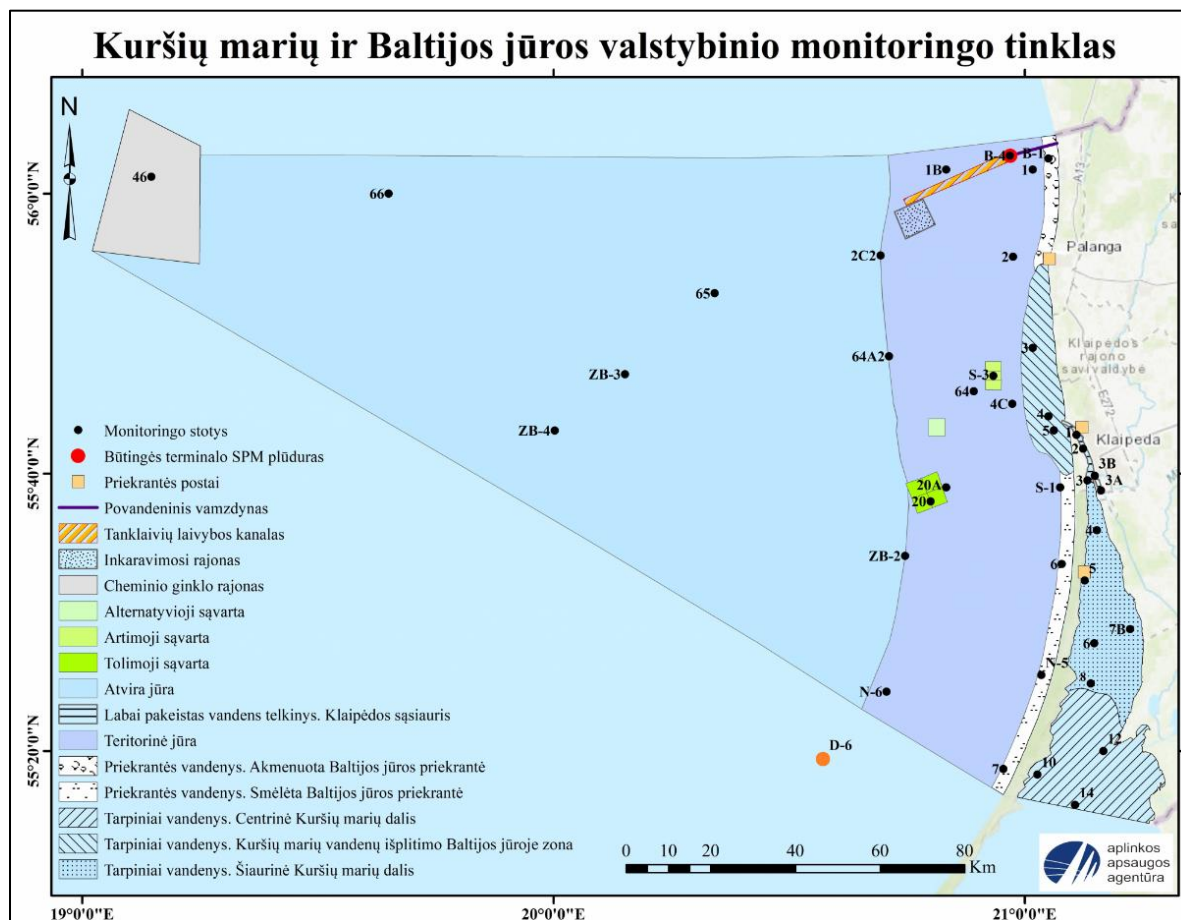 Kuršių marių ir Baltijos jūros valstybinio monitoringo tinklas
N
56°0'0"N
55°40'0"N
55°20'0"N
46
66
65
ZB-3
ZB-4
1B
B-4
B-1
1
2C2
2
Palanga
A13
64A2
3
S-3
64
4C
4
5
Klaipėdos
rajono
savivaldybė
E272
1
Klaipėda
2
3B
3
3A
S-1
20A
20
4
ZB-2
6
5
7B
6
N-5
8
N-6
D-6
12
7
10
14
Monitoringo stotys
Būtingės terminalo SPM plūduras
Priekrantės postai
Povandeninis vamzdynas
Tanklaivių laivybos kanalas
Inkaravimosi rajonas
Cheminio ginklo rajonas
Alternatyvioji sąvarta
Artimoji sąvarta
Tolimoji sąvarta
Atvira jūra
Labai pakeistas vandens telkinys. Klaipėdos sąsiauris
Teritorinė jūra
Priekrantės vandenys. Akmenuota Baltijos jūros priekrantė
Priekrantės vandenys. Smėlėta Baltijos jūros priekrantė
Tarpiniai vandenys. Centrinė Kuršių marių dalis
Tarpiniai vandenys. Kuršių marių vandenų išplitimo Baltijos jūroje zona
Tarpiniai vandenys. Šiaurinė Kuršių marių dalis
0 10 20 40 60 80
Km
aplinkos
apsaugos
agentūra
19°0'0"E 20°0'0"E 21°0'0"E